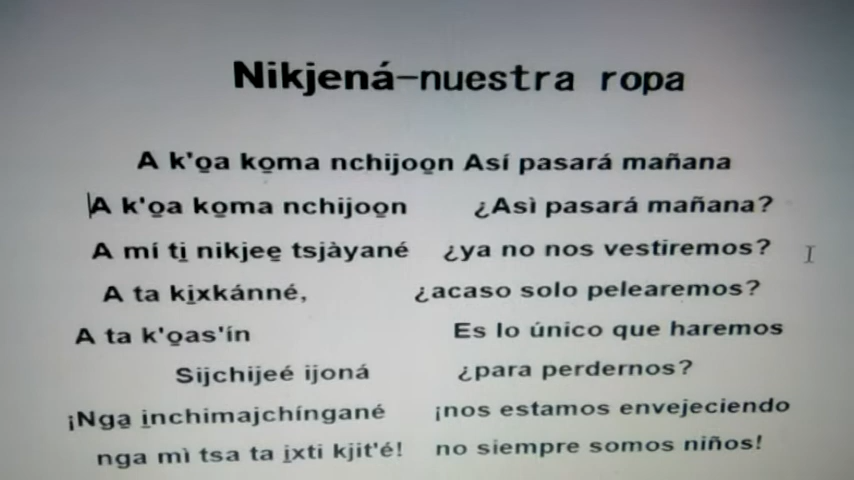 Nikjená-nuestra ropa
A k'o̱a ko̱ma nchijoo̱n Así pasará mañana
A k'o̱a ko̱ma nchijoo̱n ¿Asì pasará mañana?
A mí ti̱ nikjee̱ tsjàyané ¿ya no nos vestiremos?
A ta ki̱xkánné, ¿acaso solo pelearemos?
A ta k'o̱as'ín Es lo único que haremos
Sijchijeé ijoná ¿para perdernos?
¡Nga̱ i̱nchimajchíngané ¡nos estamos envejeciendo
nga mì tsa ta i̱xti kjit'é! no siempre somos niños!